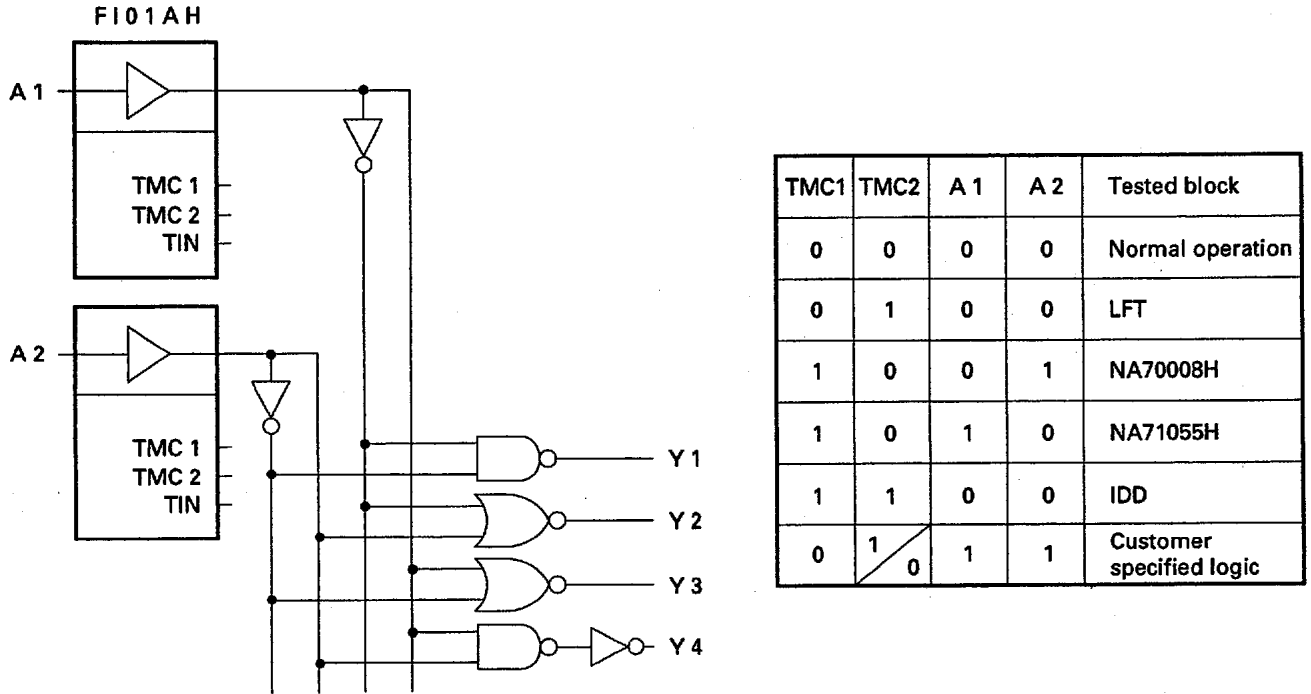 FI01AH
A1
TMC 1
TMC 2
TIN
A2
TMC 1
TMC 2
TIN
Y1
Y2
Y3
Y4
TMC1 TMC2 A1 A2 Tested block
0 0 0 0 Normal operation
0 1 0 0 LFT
1 0 0 1 NA70008H
1 0 1 0 NA71055H
1 1 0 0 IDD
0 1/0 1 1 Customer
specified logic